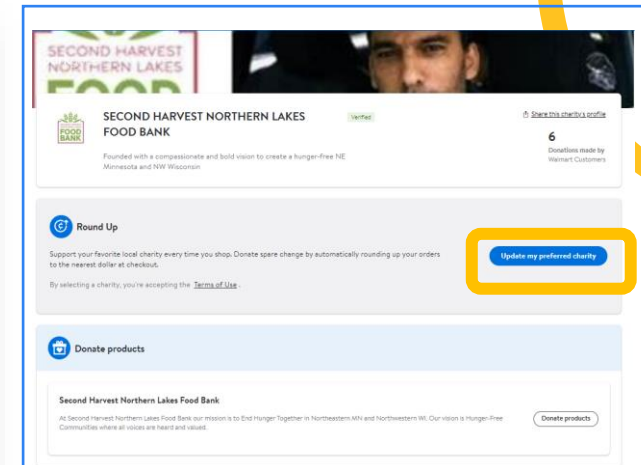 SECOND HARVEST
NORTHERN LAKES
FOOD
FOOD
BANK
SECOND HARVEST NORTHERN LAKES
FOOD BANK
Verified
Founded with a compassionate and bold vision to create a hunger-free NE
Minnesota and NW Wisconsin
Share this charity's profile
6
Donations made by
Walmart Customers
Round Up
Support your favorite local charity every time you shop. Donate spare change by automatically rounding up your orders
to the nearest dollar at checkout.
By selecting a charity, you're accepting the Terms of Use .
Update my preferred charity
Donate products
Second Harvest Northern Lakes Food Bank
At Second Harvest Northern Lakes Food Bank our mission is to End Hunger Together in Northeastern MN and Northwestern WI. Our vision is Hunger-Free
Communities where all voices are heard and valued.
Donate products